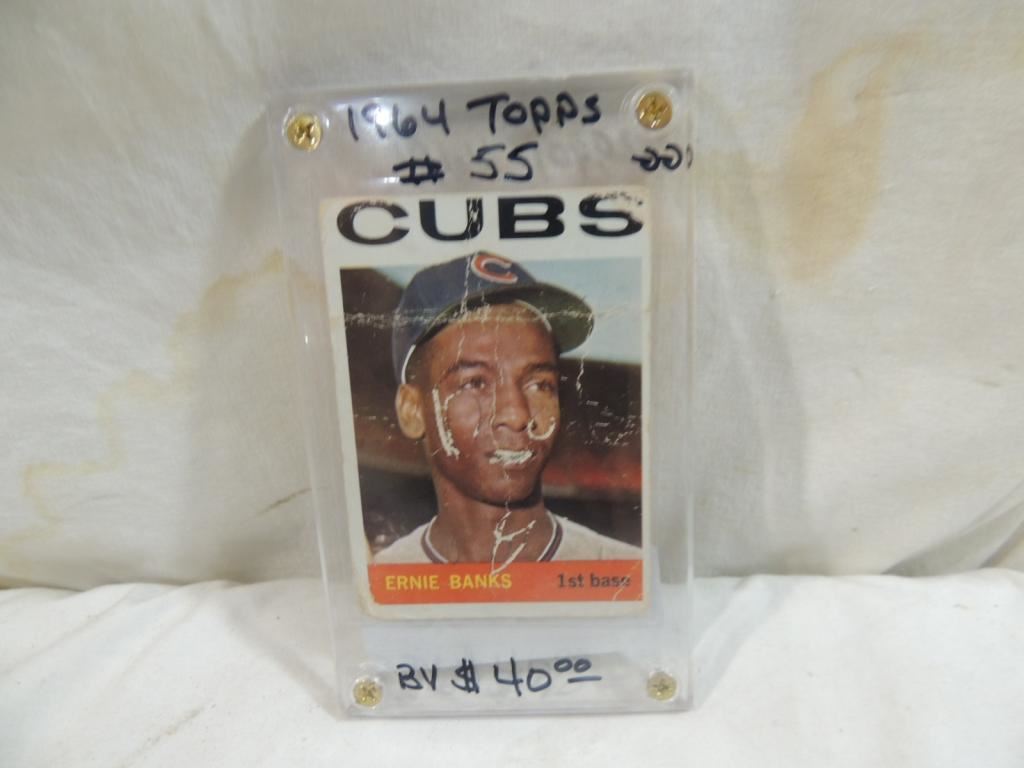 1964 TOPPS
# 55
CUBS
C
ERNIE BANKS 1st base
BV $ 40⁰⁰